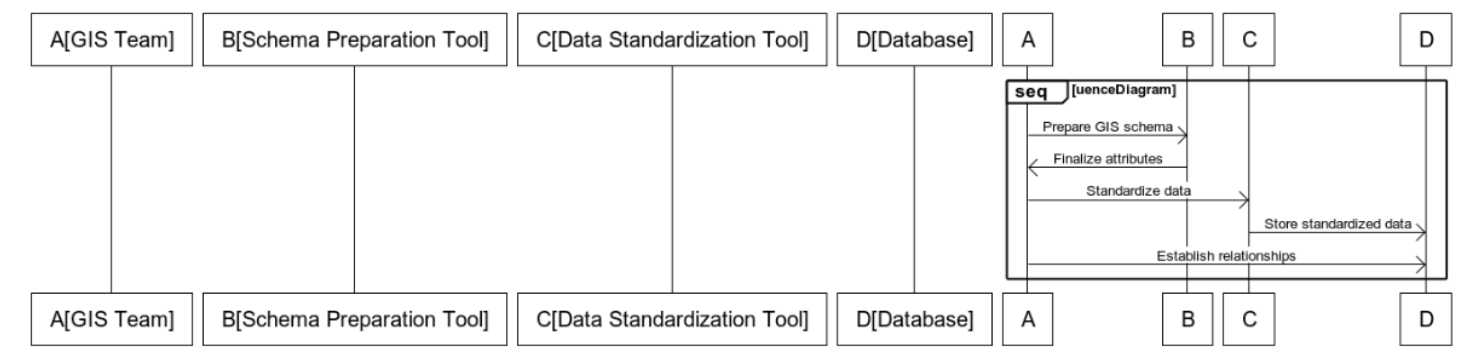 A[GIS Team] B[Schema Preparation Tool] C[Data Standardization Tool] D[Database] A B C D
seq [uenceDiagram]
Prepare GIS schema
Finalize attributes
Standardize data
Store standardized data
Establish relationships
A[GIS Team] B[Schema Preparation Tool] C[Data Standardization Tool] D[Database] A B C D